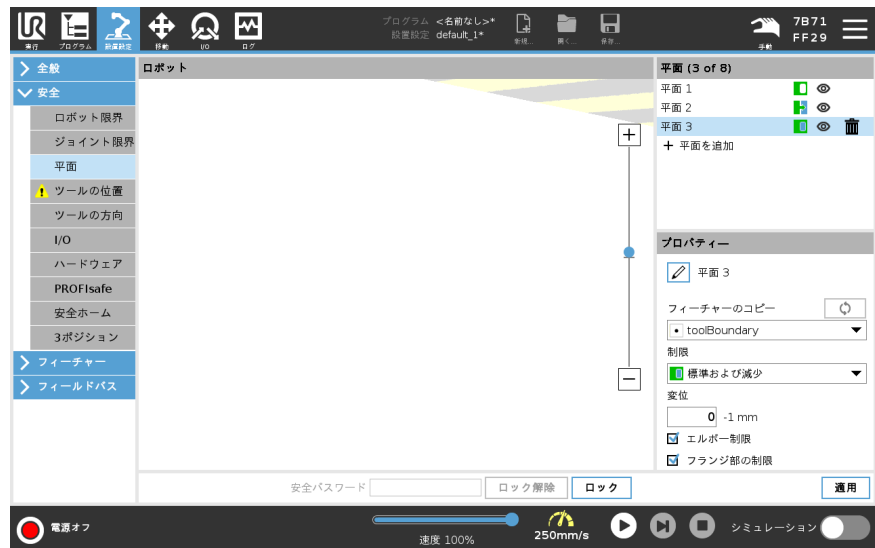 プログラム <名前なし>*
設置設定 default_1*
実行 プログラム 設置設定 移動 I/O ログ 新規... 開く... 保存... 手動
7B71
FF29
全般
安全
ロボット限界
ジョイント限界
平面
ツールの位置
ツールの方向
I/O
ハードウェア
PROFIsafe
安全ホーム
3ポジション
フィーチャー
フィールドバス
ロボット
平面 (3 of 8)
平面 1
平面 2
平面 3
平面を追加
プロパティー
平面 3
フィーチャーのコピー
toolBoundary
制限
標準および減少
変位
0 -1 mm
エルボー制限
フランジ部の制限
安全パスワード ロック解除 ロック 適用
電源オフ
速度 100%
250mm/s
シミュレーション